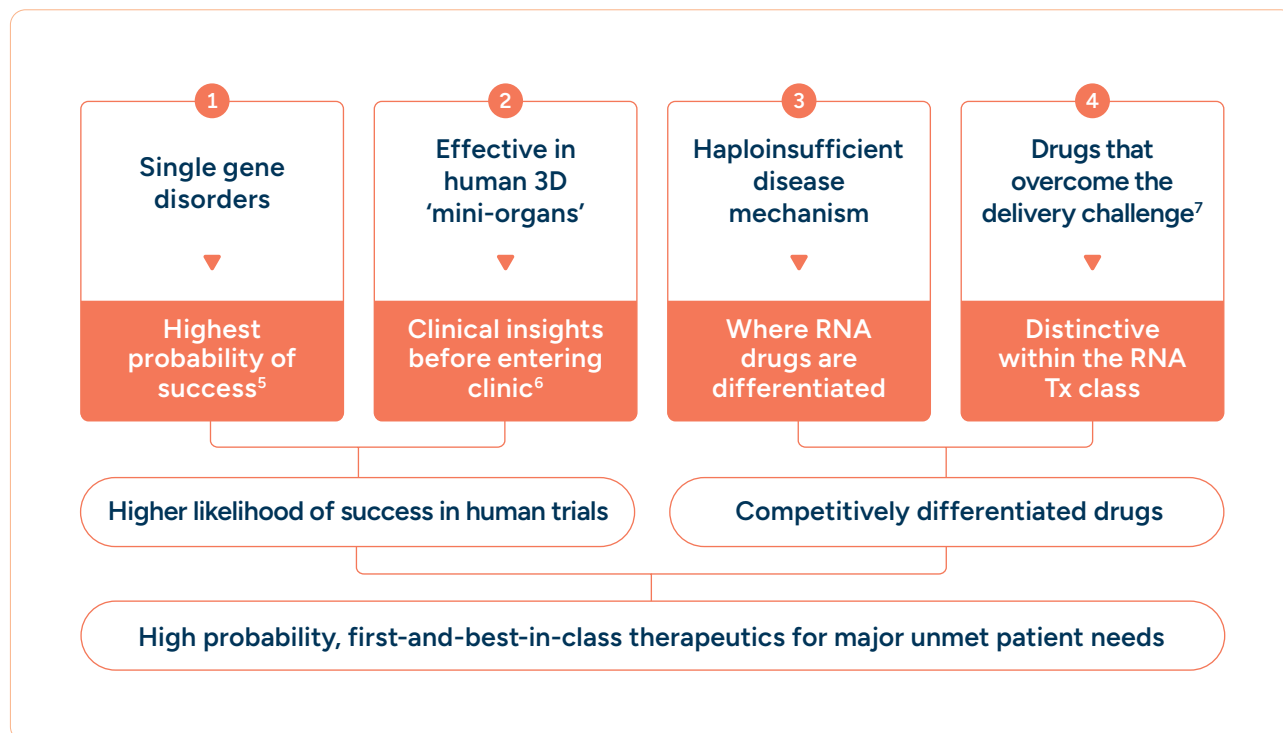 1
Single gene
disorders
Highest
probability of
success⁵
2
Effective in
human 3D
‘mini-organs’
Clinical insights
before entering
clinic⁶
3
Haploinsufficient
disease
mechanism
Where RNA
drugs are
differentiated
4
Drugs that
overcome the
delivery challenge⁷
Distinctive
within the RNA
Tx class
Higher likelihood of success in human trials
Competitively differentiated drugs
High probability, first-and-best-in-class therapeutics for major unmet patient needs